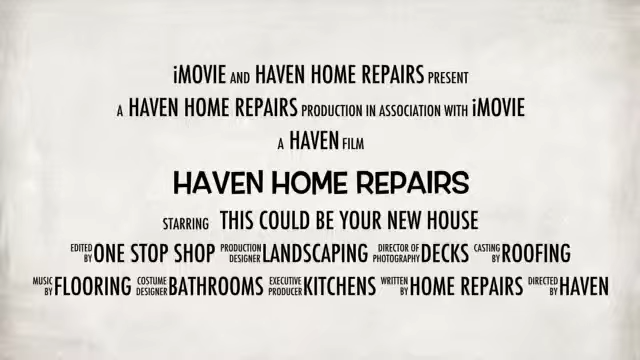 iMOVIE AND HAVEN HOME REPAIRS PRESENT
A HAVEN HOME REPAIRS PRODUCTION IN ASSOCIATION WITH iMOVIE
A HAVEN FILM
HAVEN HOME REPAIRS
STARRING THIS COULD BE YOUR NEW HOUSE
EDITED BY ONE STOP SHOP PRODUCTION DESIGNER LANDSCAPING DIRECTOR OF PHOTOGRAPHY DECKS CASTING BY ROOFING
MUSIC BY FLOORING COSTUME DESIGNER BATHROOMS EXECUTIVE PRODUCER KITCHENS WRITTEN BY HOME REPAIRS DIRECTED BY HAVEN